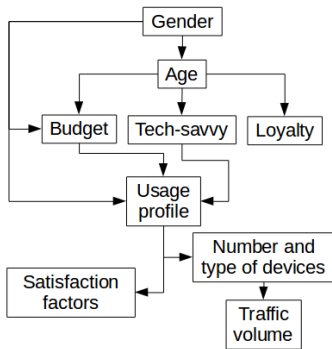 Gender
Age
Budget
Tech-savvy
Loyalty
Usage
profile
Number and
type of devices
Satisfaction
factors
Traffic
volume